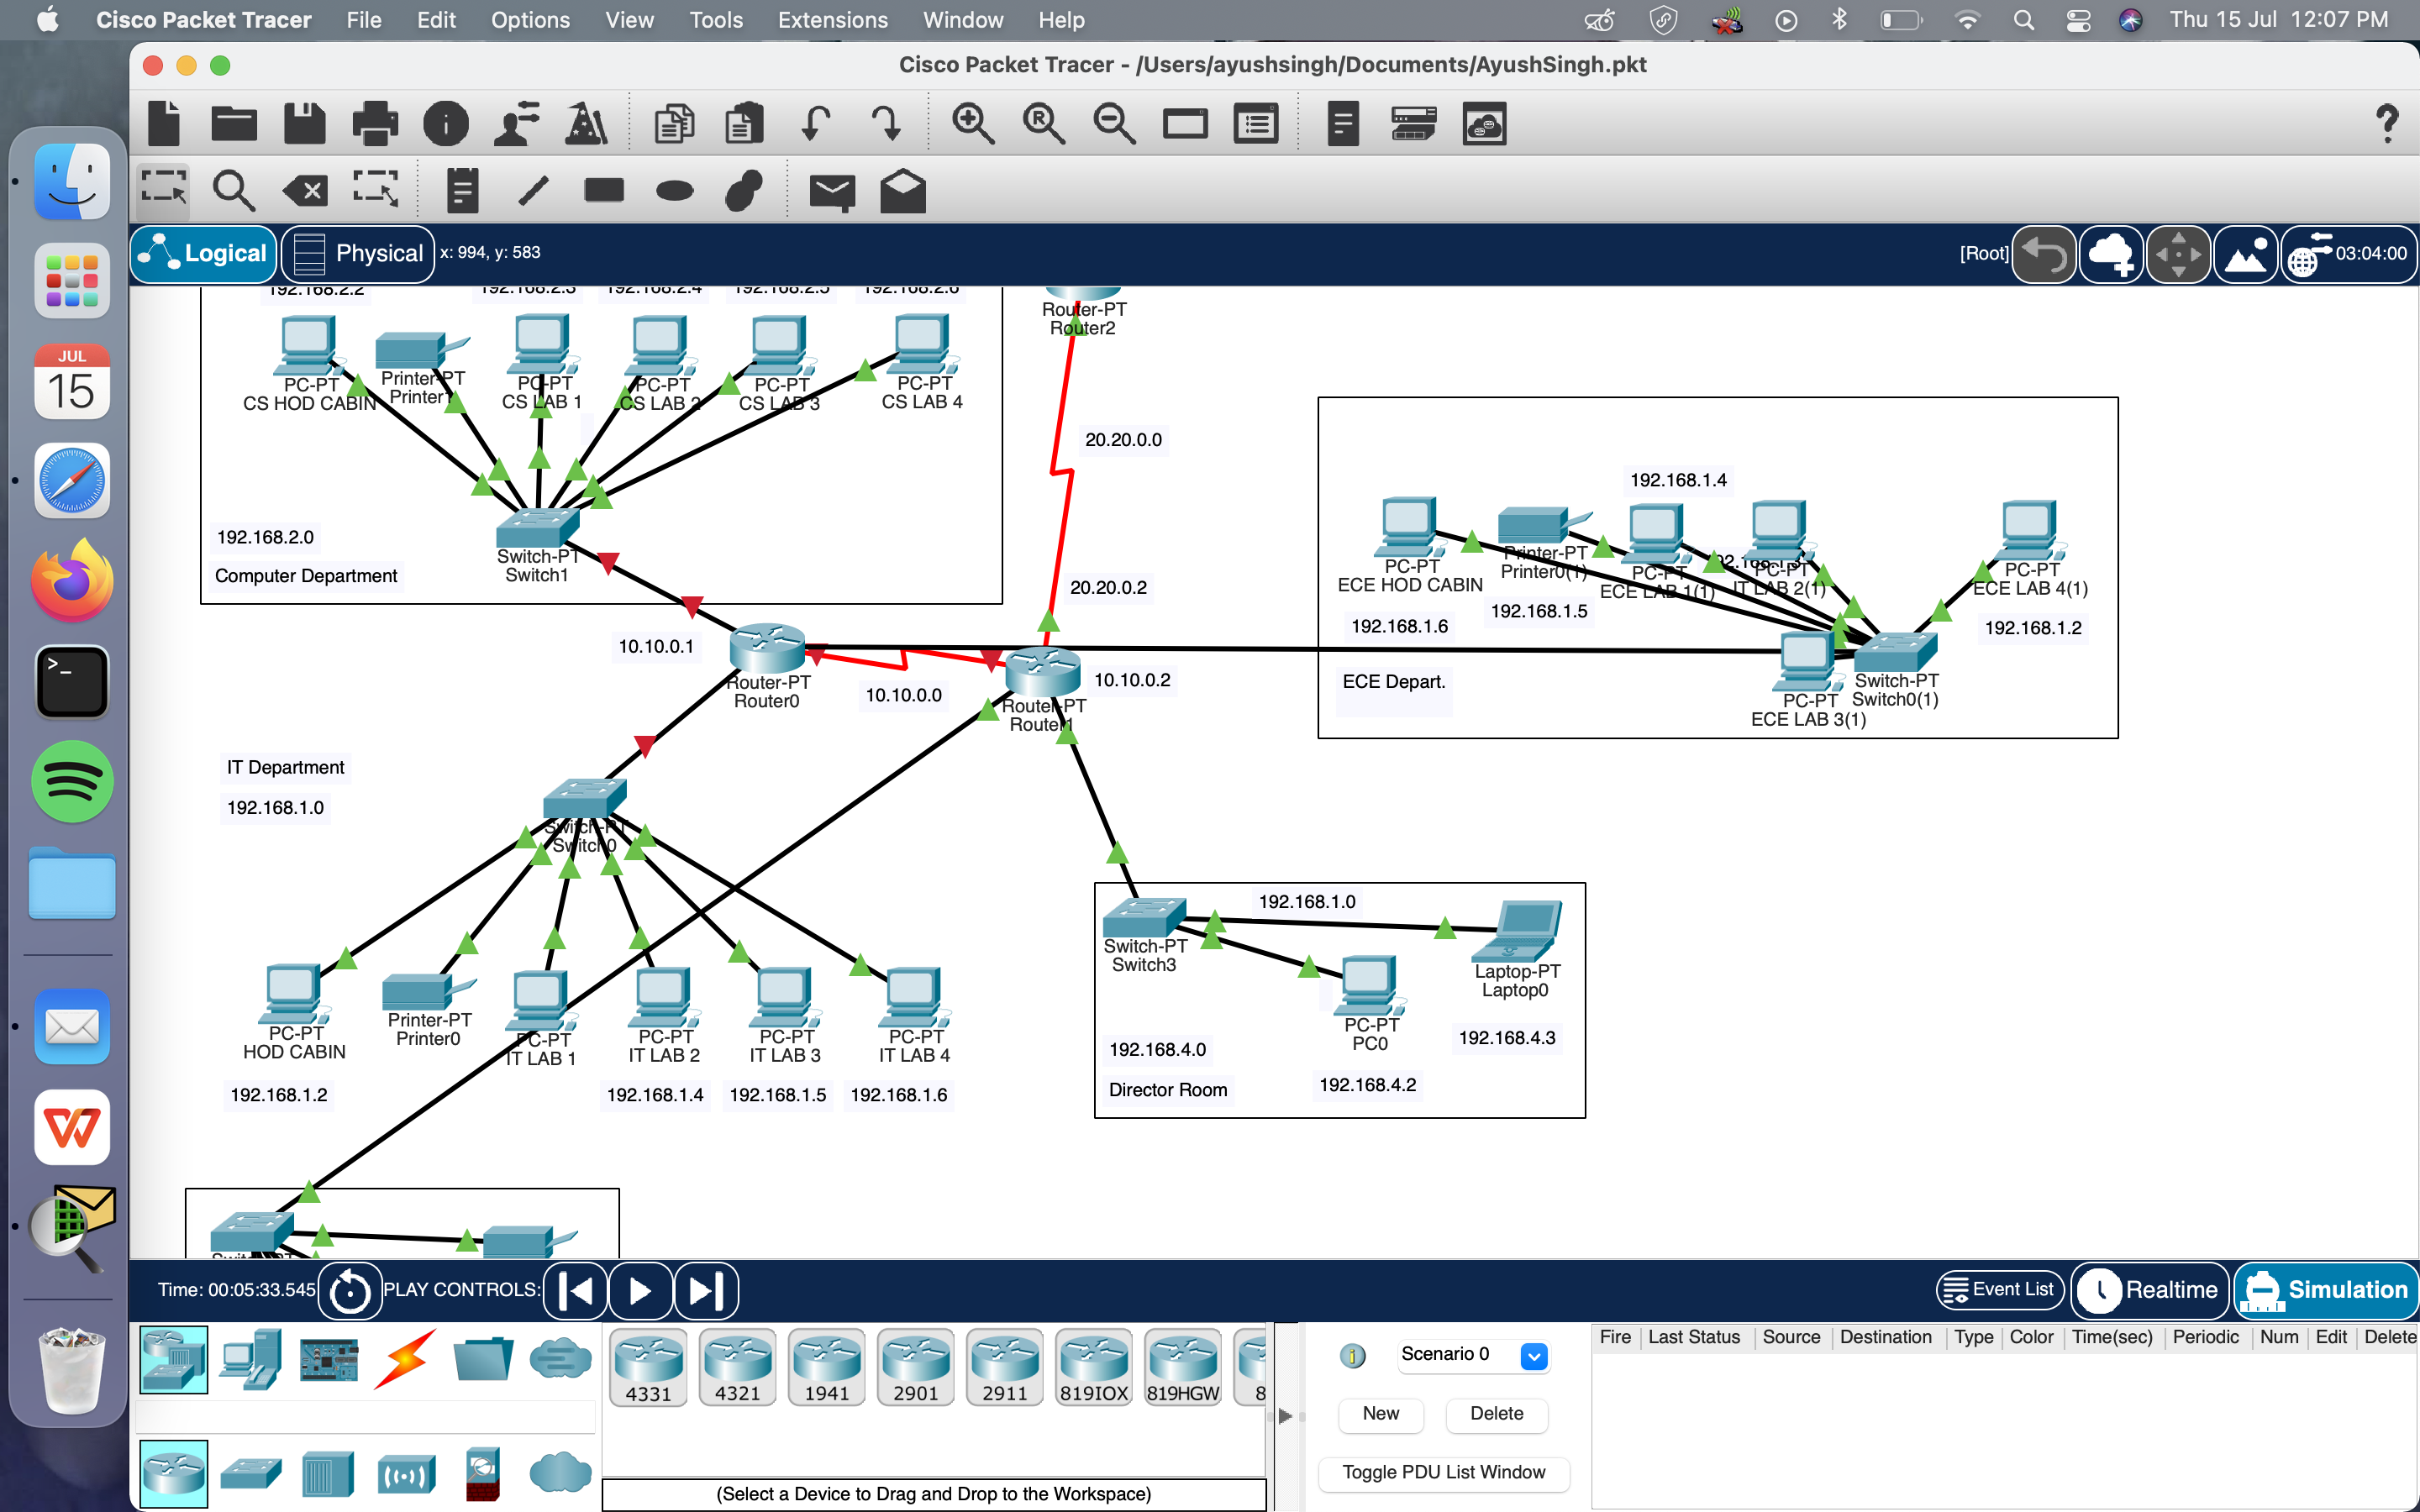 Cisco Packet Tracer File Edit Options View Tools Extensions Window Help Thu 15 Jul 12:07 PM
Cisco Packet Tracer - /Users/ayushsingh/Documents/AyushSingh.pkt
JUL
15
Logical Physical x: 994, y: 583 [Root] 03:04:00
192.168.2.2 192.168.2.3 192.168.2.4 192.168.2.5 192.168.2.6
Router-PT
Router2
PC-PT
CS HOD CABIN
Printer-PT
Printer1
PC-PT
CS LAB 1
PC-PT
CS LAB 2
PC-PT
CS LAB 3
PC-PT
CS LAB 4
20.20.0.0
192.168.2.0
Computer Department
Switch-PT
Switch1
20.20.0.2
192.168.1.4
PC-PT
ECE HOD CABIN
192.168.1.6
Printer-PT
Printer0(1)
192.168.1.5
PC-PT
ECE LAB 1(1)
PC-PT
IT LAB 2(1)
PC-PT
ECE LAB 4(1)
192.168.1.2
10.10.0.1
Router-PT
Router0
10.10.0.0
Router-PT
Router1
10.10.0.2
ECE Depart.
PC-PT
ECE LAB 3(1)
Switch-PT
Switch0(1)
IT Department
192.168.1.0
Switch-PT
Switch0
192.168.1.0
Switch-PT
Switch3
Laptop-PT
Laptop0
192.168.4.3
PC-PT
PC0
192.168.4.2
192.168.4.0
Director Room
PC-PT
HOD CABIN
192.168.1.2
Printer-PT
Printer0
PC-PT
IT LAB 1
PC-PT
IT LAB 2
192.168.1.4
PC-PT
IT LAB 3
192.168.1.5
PC-PT
IT LAB 4
192.168.1.6
Time: 00:05:33.545 PLAY CONTROLS: Event List Realtime Simulation
4331 4321 1941 2901 2911 819IOX 819HGW 8
(Select a Device to Drag and Drop to the Workspace)
Scenario 0
New Delete
Toggle PDU List Window
Fire Last Status Source Destination Type Color Time(sec) Periodic Num Edit Delete